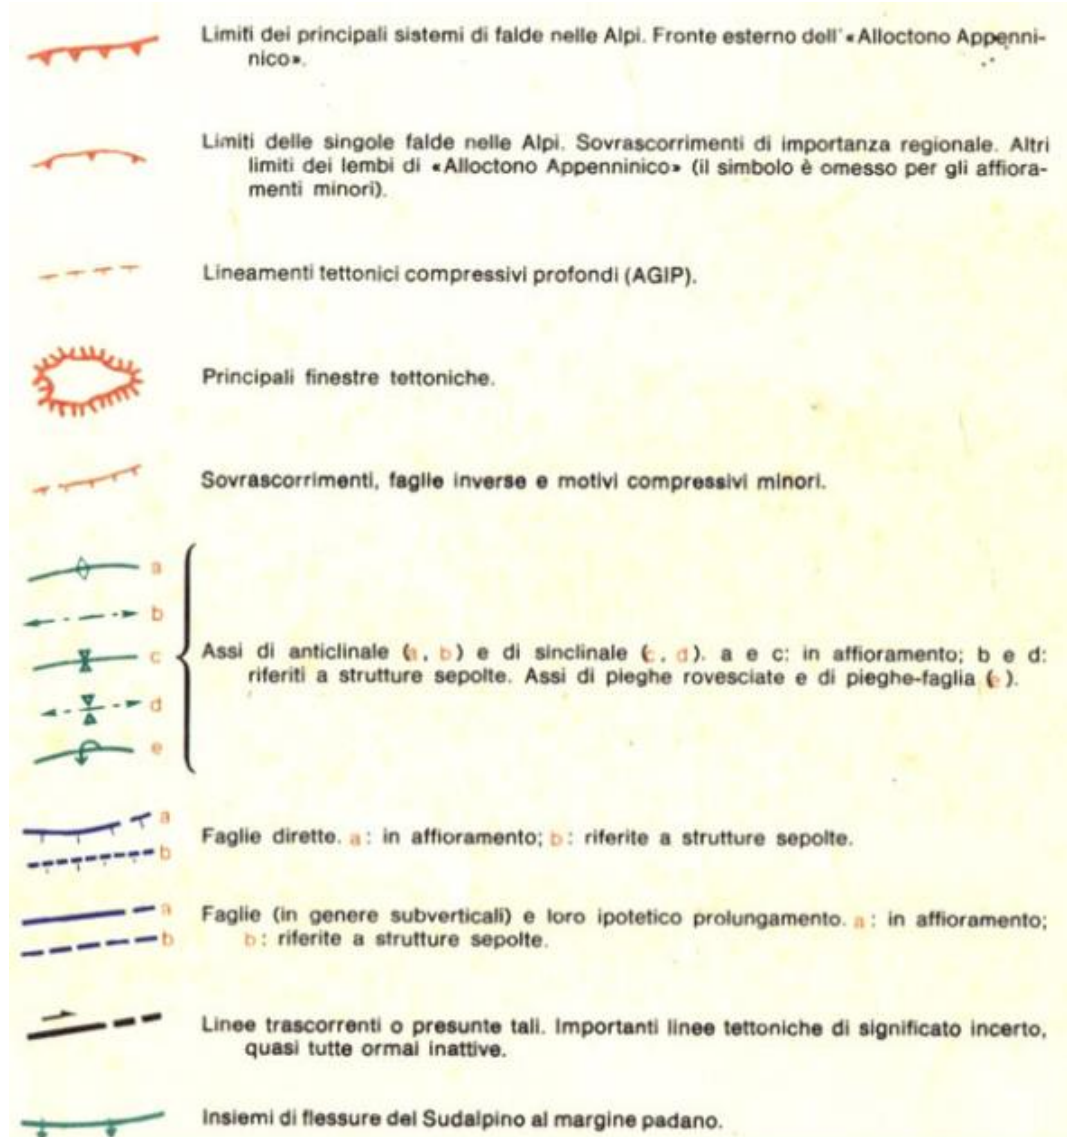 Limiti dei principali sistemi di falde nelle Alpi. Fronte esterno dell'«Alloctono Appenni-
nico».
Limiti delle singole falde nelle Alpi. Sovrascorrimenti di importanza regionale. Altri
limiti dei lembi di «Alloctono Appenninico» (il simbolo è omesso per gli affiora-
menti minori).
Lineamenti tettonici compressivi profondi (AGIP).
Principali finestre tettoniche.
Sovrascorrimenti, faglie inverse e motivi compressivi minori.
a
b
c
d
e
Assi di anticlinale (a, b) e di sinclinale (c, d). a e c: in affioramento; b e d:
riferiti a strutture sepolte. Assi di pieghe rovesciate e di pieghe-faglia (e).
a
b
Faglie dirette. a: in affioramento; b: riferite a strutture sepolte.
a
b
Faglie (in genere subverticali) e loro ipotetico prolungamento. a: in affioramento;
b: riferite a strutture sepolte.
Linee trascorrenti o presunte tali. Importanti linee tettoniche di significato incerto,
quasi tutte ormai inattive.
Insiemi di flessure del Sudalpino al margine padano.